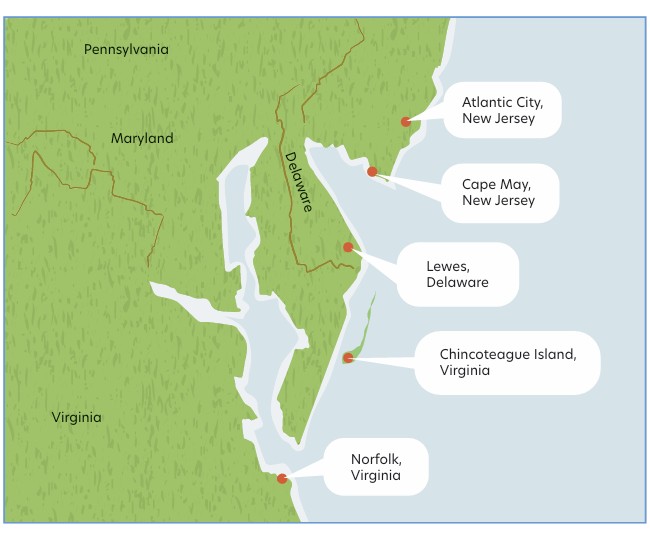 Pennsylvania
Atlantic City,
New Jersey
Maryland
Delaware
Cape May,
New Jersey
Lewes,
Delaware
Chincoteague Island,
Virginia
Virginia
Norfolk,
Virginia